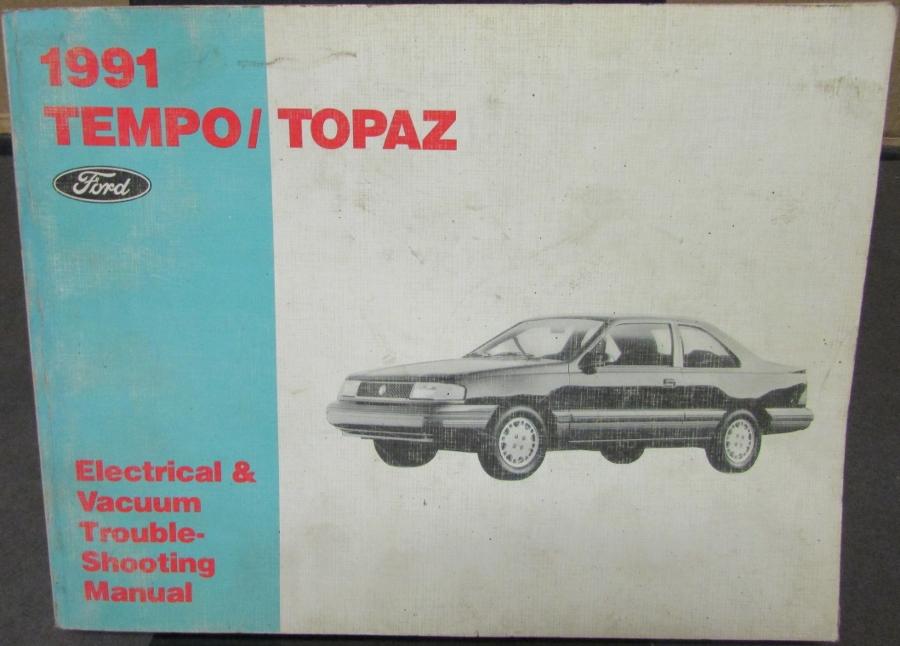 1991
TEMPO/ TOPAZ
Ford
Electrical &
Vacuum
Trouble-
Shooting
Manual